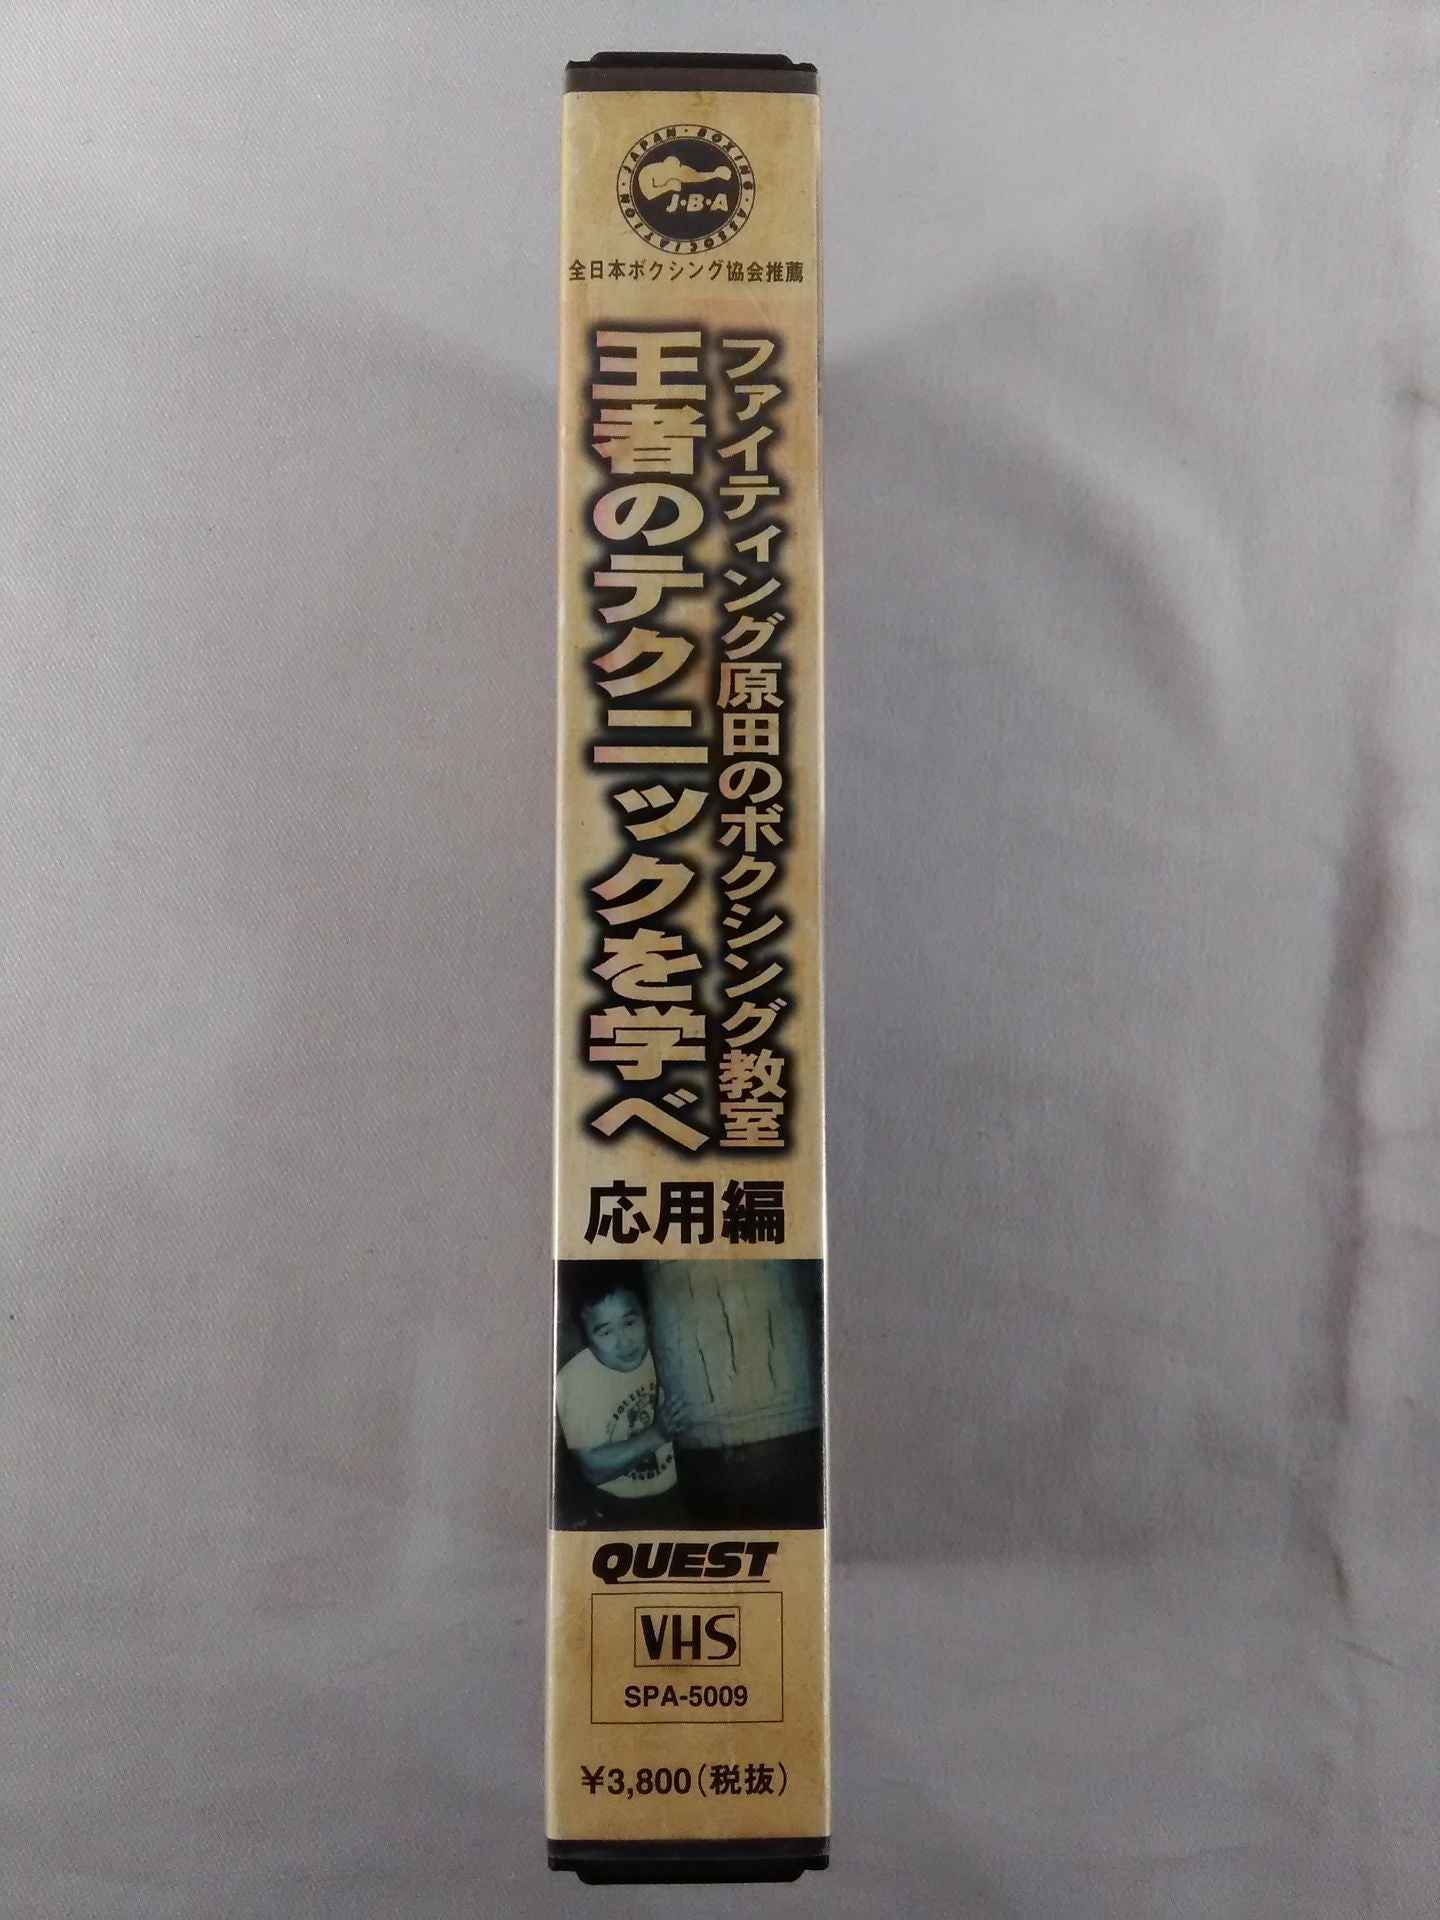 JAPAN・BOXING・ASSOCIATION・
J・B・A
全日本ボクシング協会推薦
ファイティング原田のボクシング教室
王者のテクニックを学べ
応用編
QUEST
VHS
SPA-5009
¥3,800(税抜)